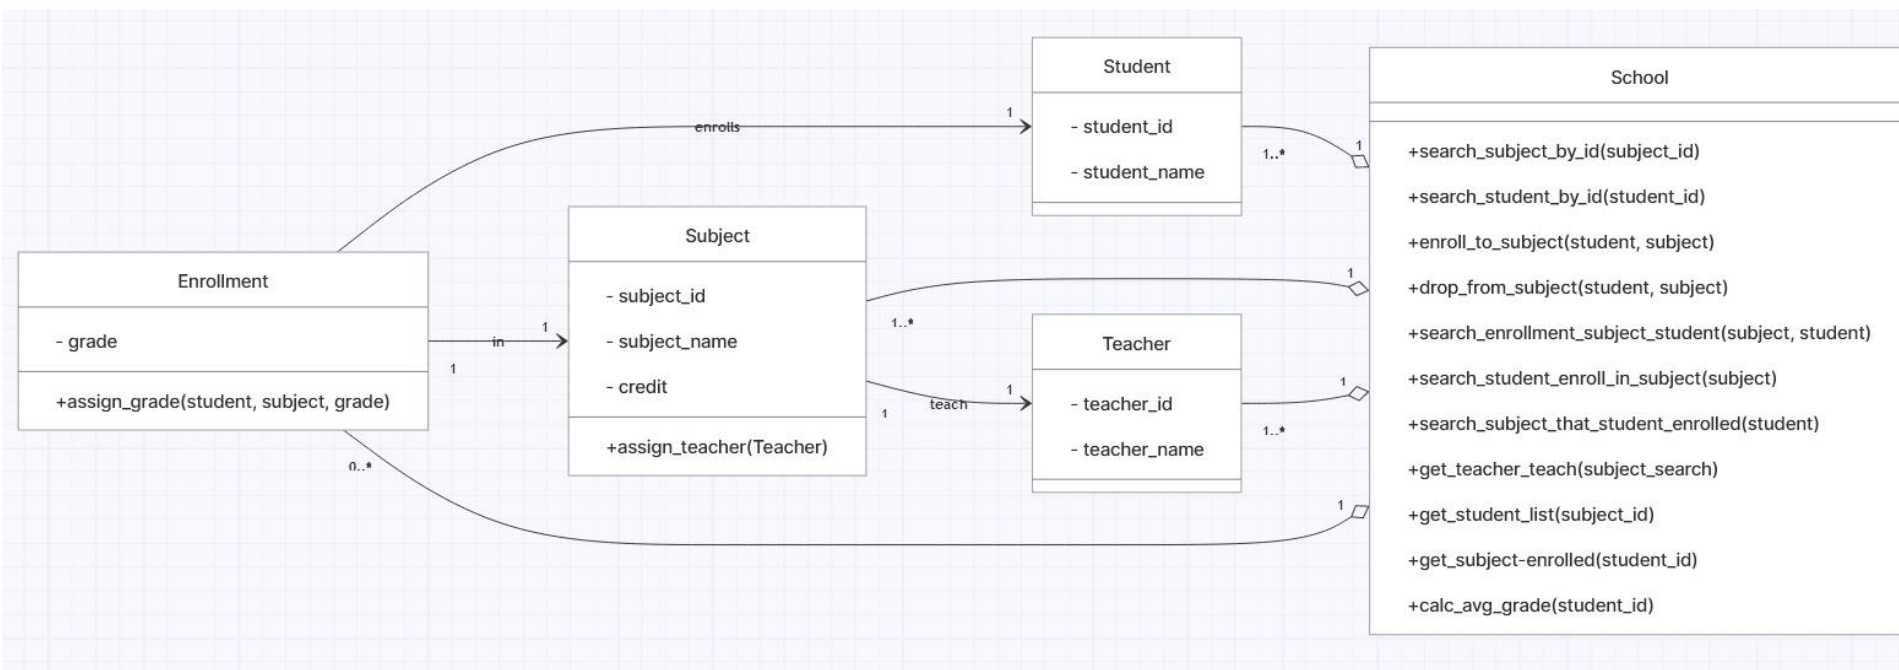 Student
- student_id
- student_name
School
+search_subject_by_id(subject_id)
+search_student_by_id(student_id)
+enroll_to_subject(student, subject)
+drop_from_subject(student, subject)
+search_enrollment_subject_student(subject, student)
+search_student_enroll_in_subject(subject)
+search_subject_that_student_enrolled(student)
+get_teacher_teach(subject_search)
+get_student_list(subject_id)
+get_subject-enrolled(student_id)
+calc_avg_grade(student_id)
enrolls
1
1..*
1
Enrollment
- grade
+assign_grade(student, subject, grade)
in
1
1
Subject
- subject_id
- subject_name
- credit
+assign_teacher(Teacher)
1..*
1
teach
1
1
Teacher
- teacher_id
- teacher_name
1..*
1
0..*
1